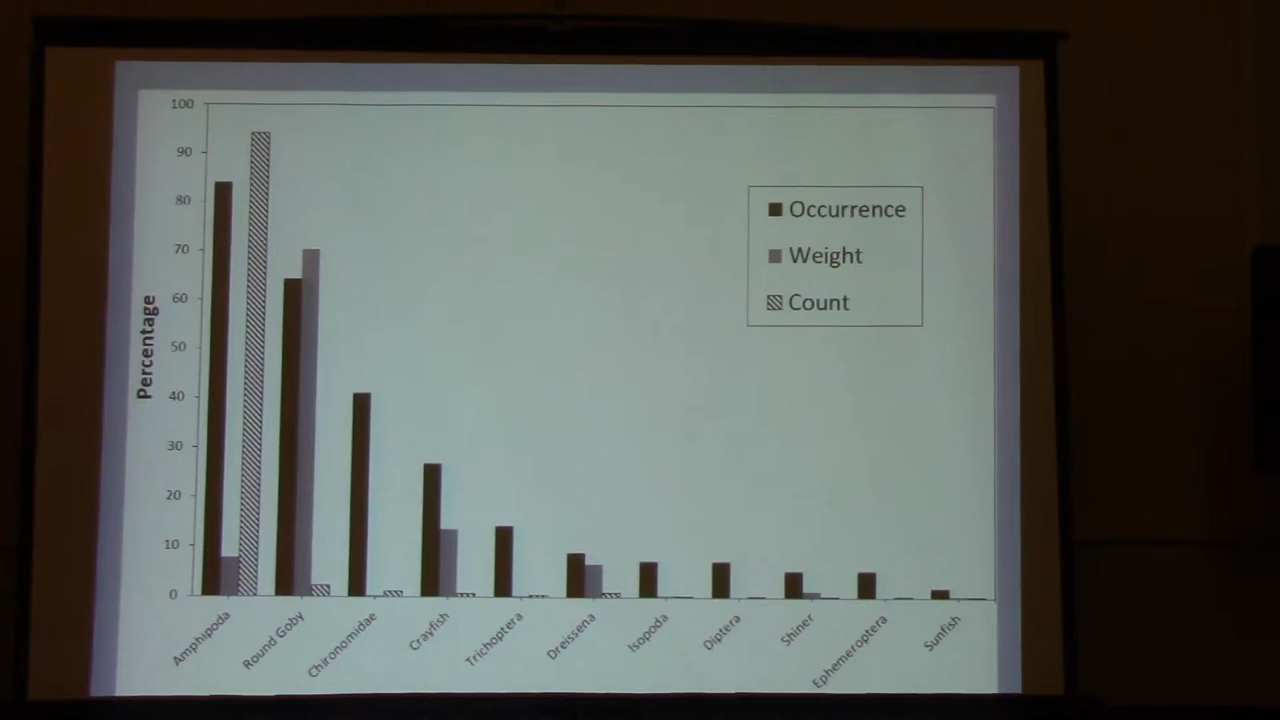 100
90
80
70
60
50
40
30
20
10
0
Percentage
Occurrence
Weight
Count
Amphipoda
Round Goby
Chironomidae
Crayfish
Trichoptera
Dreissena
Isopoda
Diptera
Shiner
Ephemeroptera
Sunfish